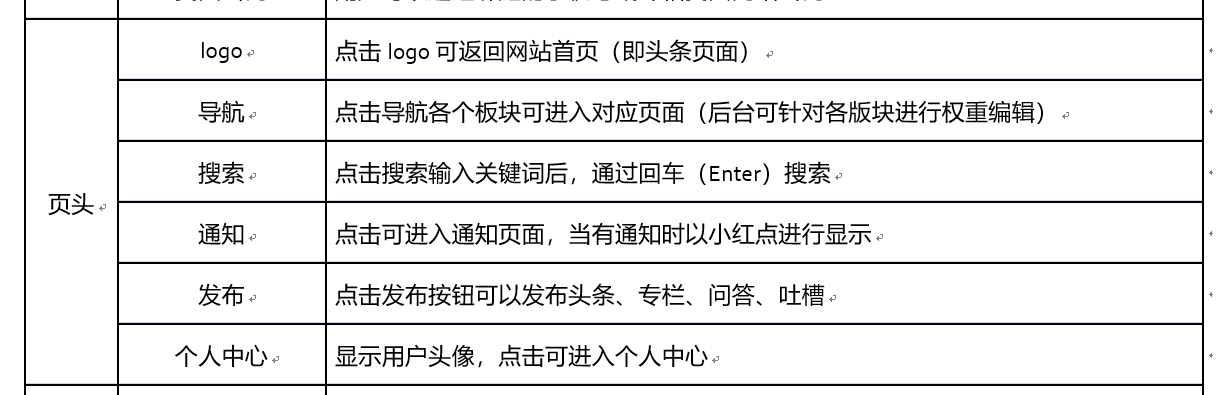 logo
点击 logo 可返回网站首页（即头条页面）
导航
点击导航各个板块可进入对应页面（后台可针对各版块进行权重编辑）
搜索
点击搜索输入关键词后，通过回车（Enter）搜索
页头
通知
点击可进入通知页面，当有通知时以小红点进行显示
发布
点击发布按钮可以发布头条、专栏、问答、吐槽
个人中心
显示用户头像，点击可进入个人中心